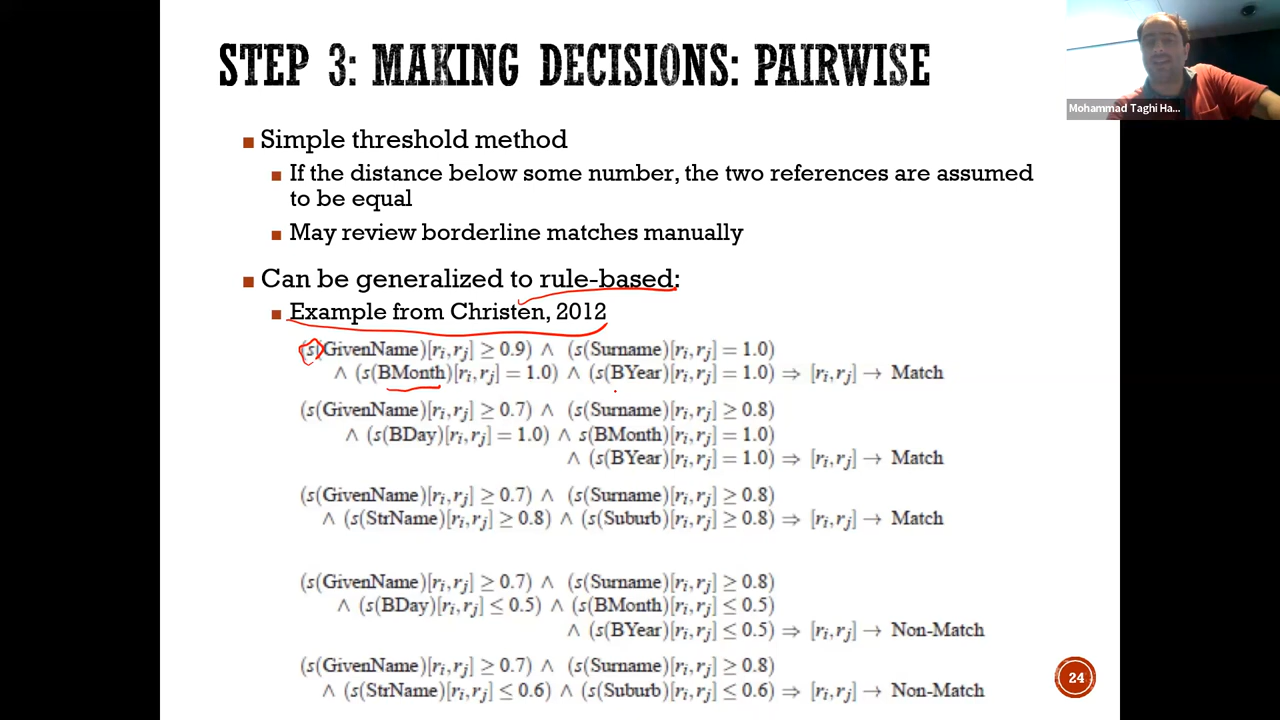 STEP 3: MAKING DECISIONS: PAIRWISE
Mohammad Taghi Ha...
■ Simple threshold method
■ If the distance below some number, the two references are assumed
to be equal
■ May review borderline matches manually
■ Can be generalized to rule-based:
■ Example from Christen, 2012
(s(GivenName)[rᵢ,rⱼ] ≥ 0.9) ∧ (s(Surname)[rᵢ,rⱼ] = 1.0)
∧ (s(BMonth)[rᵢ,rⱼ] = 1.0) ∧ (s(BYear)[rᵢ,rⱼ] = 1.0) ⇒ [rᵢ,rⱼ] → Match
(s(GivenName)[rᵢ,rⱼ] ≥ 0.7) ∧ (s(Surname)[rᵢ,rⱼ] ≥ 0.8)
∧ (s(BDay)[rᵢ,rⱼ] = 1.0) ∧ s(BMonth)[rᵢ,rⱼ] = 1.0)
∧ (s(BYear)[rᵢ,rⱼ] = 1.0) ⇒ [rᵢ,rⱼ] → Match
(s(GivenName)[rᵢ,rⱼ] ≥ 0.7) ∧ (s(Surname)[rᵢ,rⱼ] ≥ 0.8)
∧ (s(StrName)[rᵢ,rⱼ] ≥ 0.8) ∧ (s(Suburb)[rᵢ,rⱼ] ≥ 0.8) ⇒ [rᵢ,rⱼ] → Match
(s(GivenName)[rᵢ,rⱼ] ≥ 0.7) ∧ (s(Surname)[rᵢ,rⱼ] ≥ 0.8)
∧ (s(BDay)[rᵢ,rⱼ] ≤ 0.5) ∧ (s(BMonth)[rᵢ,rⱼ] ≤ 0.5)
∧ (s(BYear)[rᵢ,rⱼ] ≤ 0.5) ⇒ [rᵢ,rⱼ] → Non-Match
(s(GivenName)[rᵢ,rⱼ] ≥ 0.7) ∧ (s(Surname)[rᵢ,rⱼ] ≥ 0.8)
∧ (s(StrName)[rᵢ,rⱼ] ≤ 0.6) ∧ (s(Suburb)[rᵢ,rⱼ] ≤ 0.6) ⇒ [rᵢ,rⱼ] → Non-Match
24